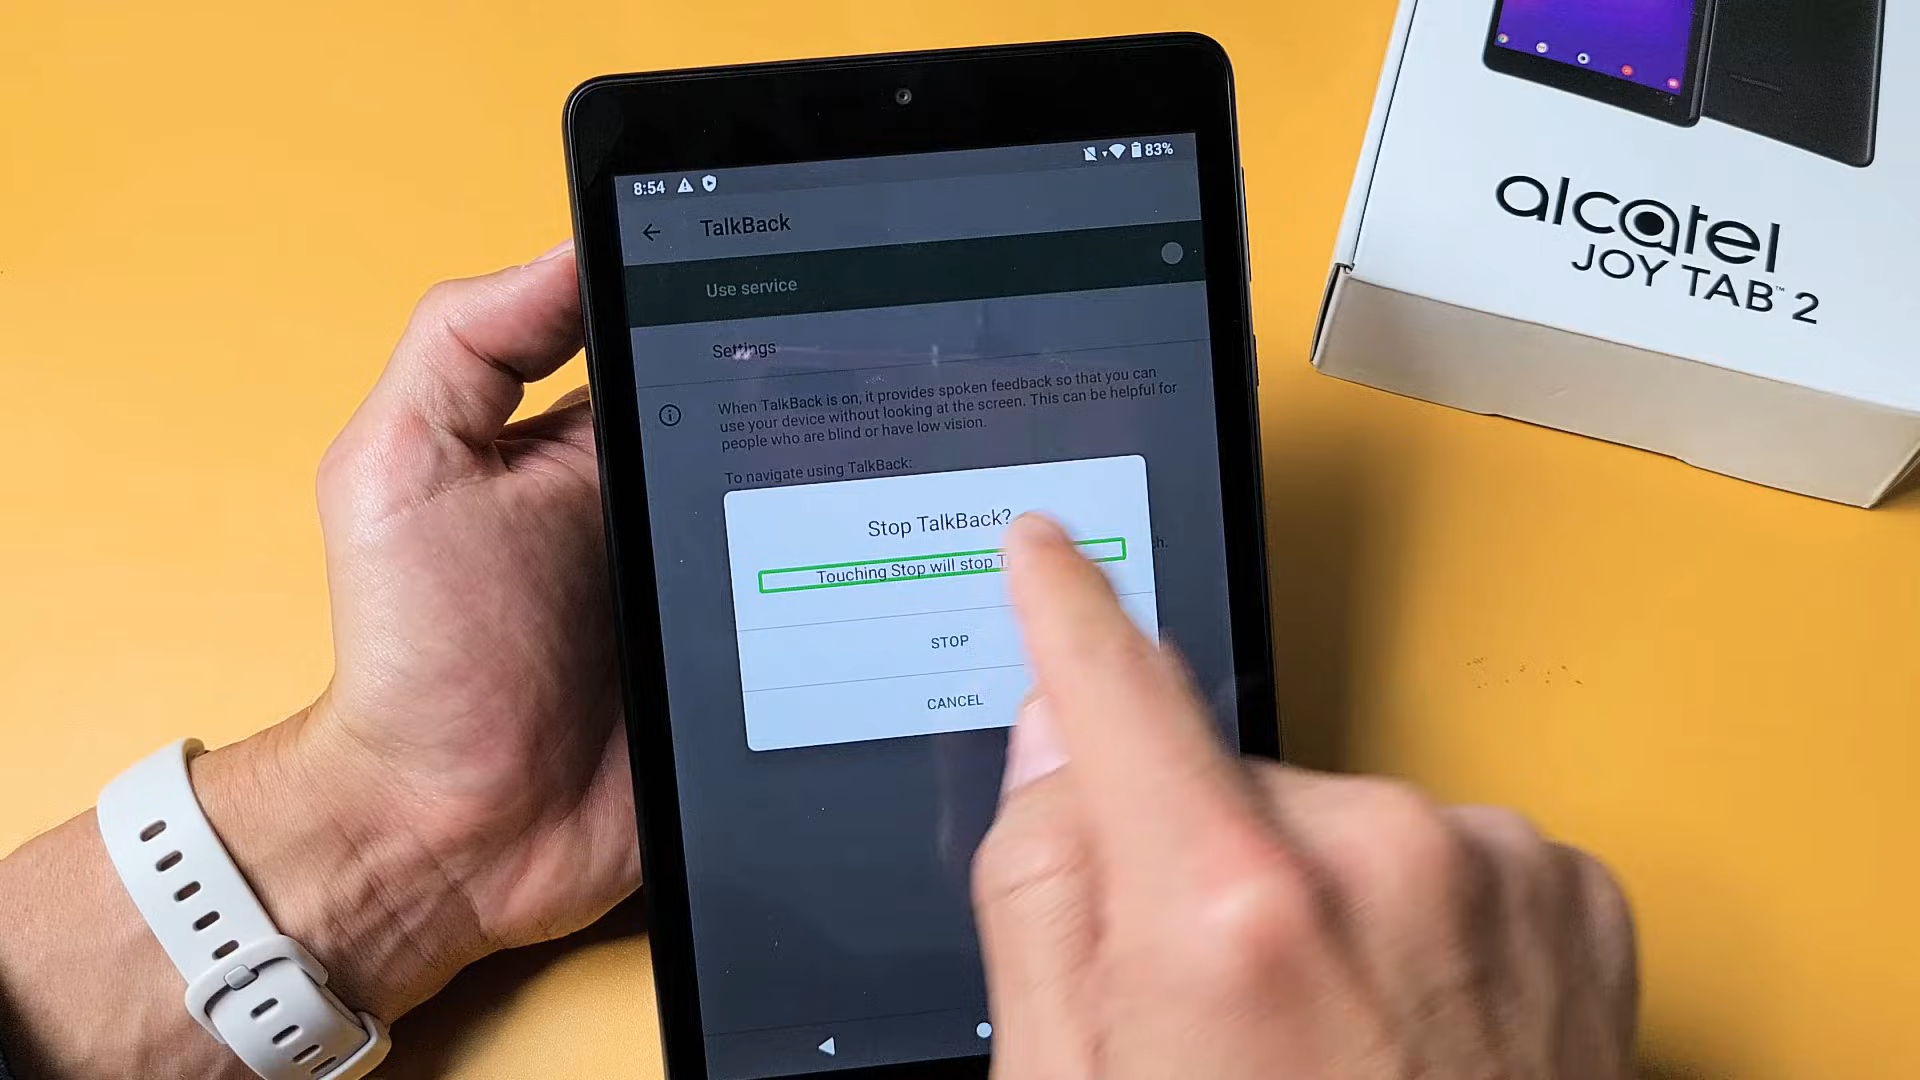 8:54
83%
TalkBack
Use service
Settings
When TalkBack is on, it provides spoken feedback so that you can
use your device without looking at the screen. This can be helpful for
people who are blind or have low vision.
To navigate using TalkBack:
Stop TalkBack?
Touching Stop will stop
STOP
CANCEL
alcatel
JOY TAB™ 2